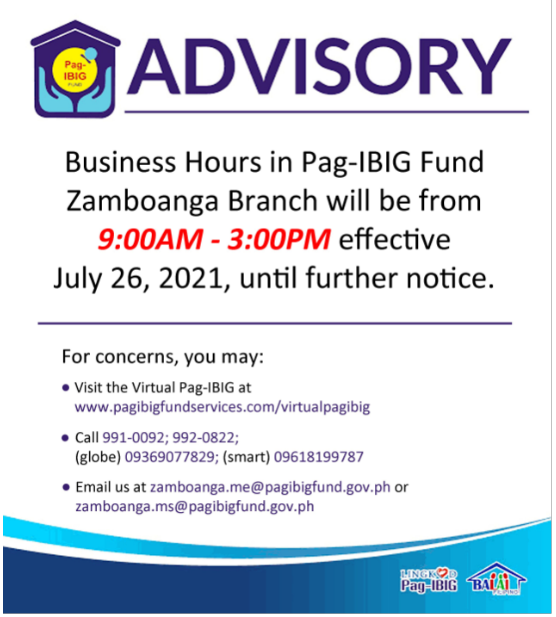 Pag-
IBIG
FUND
ADVISORY
Business Hours in Pag-IBIG Fund
Zamboanga Branch will be from
9:00AM - 3:00PM effective
July 26, 2021, until further notice.
For concerns, you may:
• Visit the Virtual Pag-IBIG at
www.pagibigfundservices.com/virtualpagibig
• Call 991-0092; 992-0822;
(globe) 09369077829; (smart) 09618199787
• Email us at zamboanga.me@pagibigfund.gov.ph or
zamboanga.ms@pagibigfund.gov.ph
LINGKOD
Pag-IBIG
BALAI